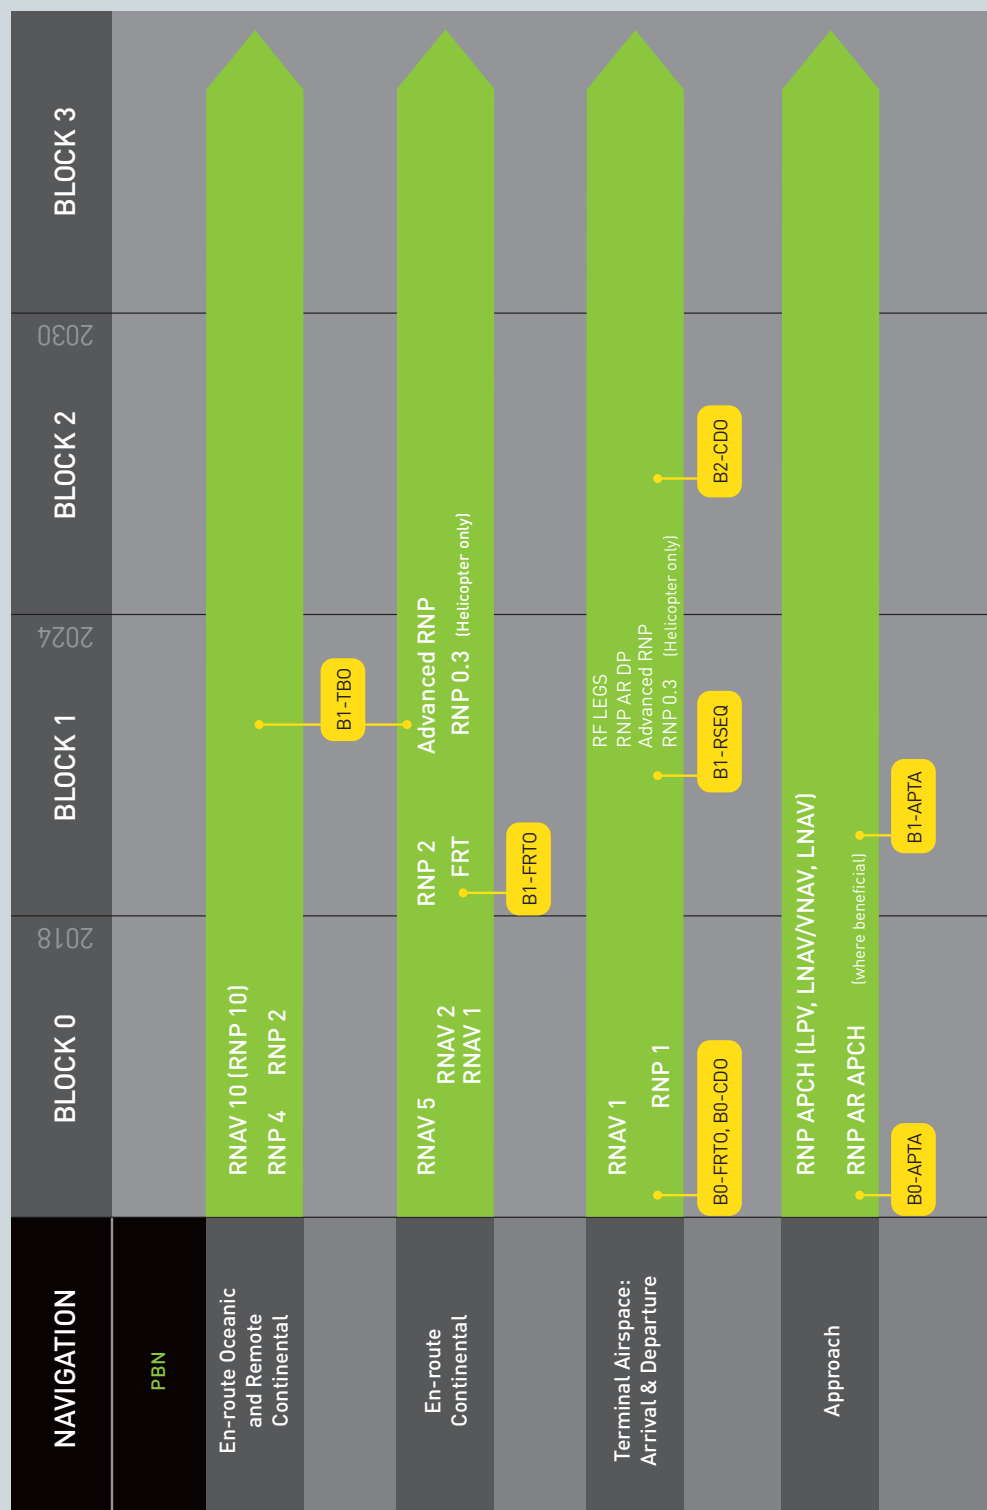 NAVIGATION
BLOCK 0
2018
BLOCK 1
2024
BLOCK 2
2030
BLOCK 3
PBN
En-route Oceanic
and Remote
Continental
RNAV 10 (RNP 10)
RNP 4 RNP 2
B1-TBO
En-route
Continental
RNAV 5
RNAV 2
RNAV 1
RNP 2
FRT
Advanced RNP
RNP 0.3 (Helicopter only)
B1-FRTO
Terminal Airspace:
Arrival & Departure
RNAV 1
RNP 1
RF LEGS
RNP AR DP
Advanced RNP
RNP 0.3 (Helicopter only)
B0-FRTO, B0-CDO
B1-RSEQ
B2-CDO
Approach
RNP APCH (LPV, LNAV/VNAV, LNAV)
RNP AR APCH (where beneficial)
B0-APTA
B1-APTA